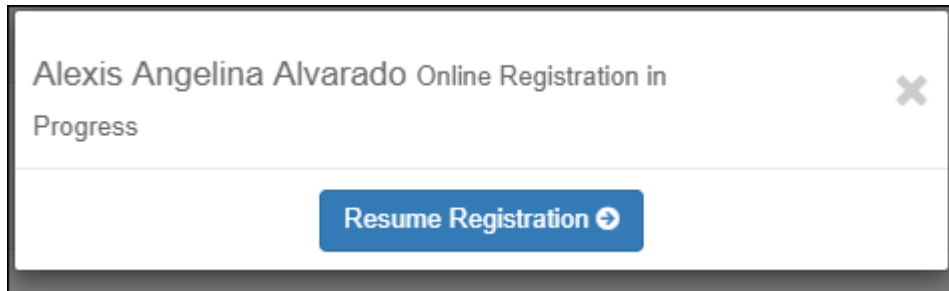 Alexis Angelina Alvarado Online Registration in
Progress
Resume Registration